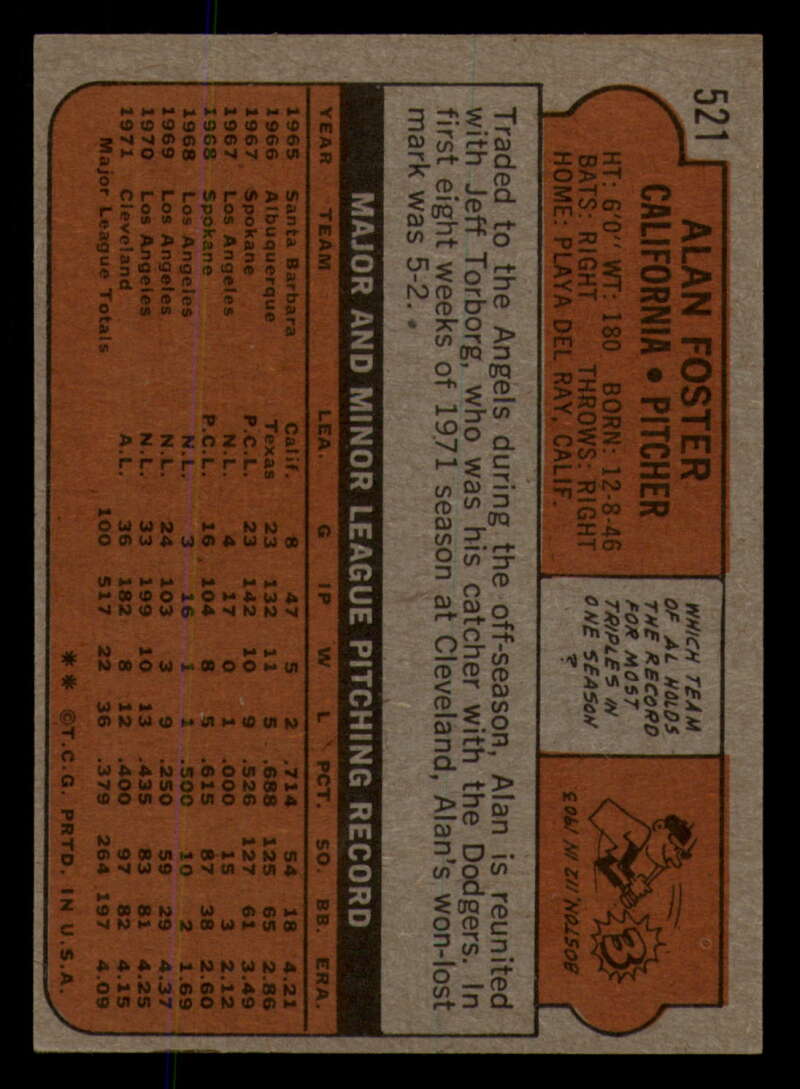 521
ALAN FOSTER
CALIFORNIA • PITCHER
HT: 6'0" WT: 180 BORN: 12-8-46
BATS: RIGHT THROWS: RIGHT
HOME: PLAYA DEL RAY, CALIF.
WHICH TEAM
OF AL HOLDS
THE RECORD
FOR MOST
TRIPLES IN
ONE SEASON
?
3
BOSTON, 112 IN 1903
Traded to the Angels during the off-season, Alan is reunited
with Jeff Torborg, who was his catcher with the Dodgers. In
first eight weeks of 1971 season at Cleveland, Alan's won-lost
mark was 5-2.
MAJOR AND MINOR LEAGUE PITCHING RECORD
YEAR TEAM LEA. G IP W L PCT. SO. BB. ERA.
1965 Santa Barbara Calif. 8 47 5 2 .714 54 18 4.21
1966 Albuquerque Texas 23 132 11 5 .688 125 65 2.86
1967 Spokane P.C.L. 23 142 10 9 .526 127 61 3.49
1967 Los Angeles N.L. 4 17 0 1 .000 15 3 2.12
1968 Spokane P.C.L. 16 104 8 5 .615 87 38 2.60
1968 Los Angeles N.L. 3 16 1 1 .500 10 2 1.69
1969 Los Angeles N.L. 24 103 3 9 .250 59 29 4.37
1970 Los Angeles N.L. 33 199 10 13 .435 83 81 4.25
1971 Cleveland A.L. 36 182 8 12 .400 97 82 4.15
Major League Totals 100 517 22 36 .379 264 197 4.09
** ©T.C.G. PRTD. IN U.S.A.